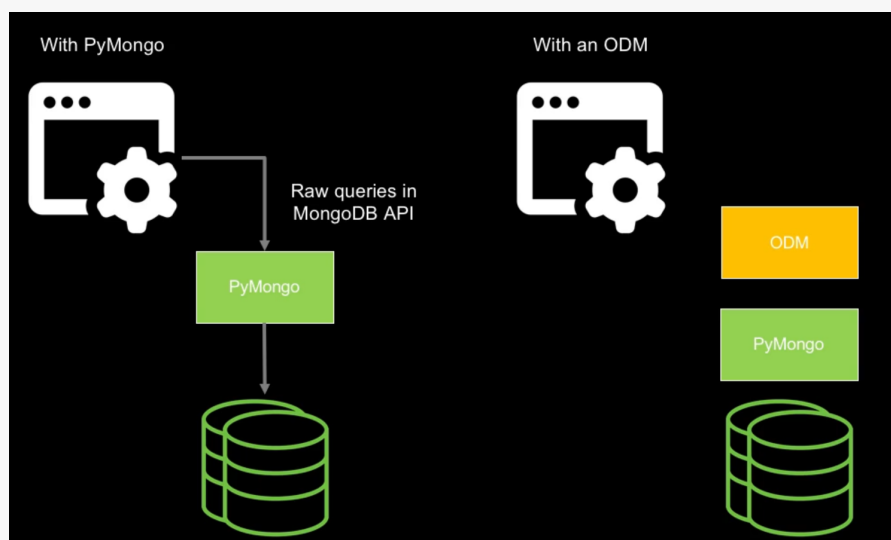 With PyMongo
With an ODM
Raw queries in
MongoDB API
PyMongo
ODM
PyMongo